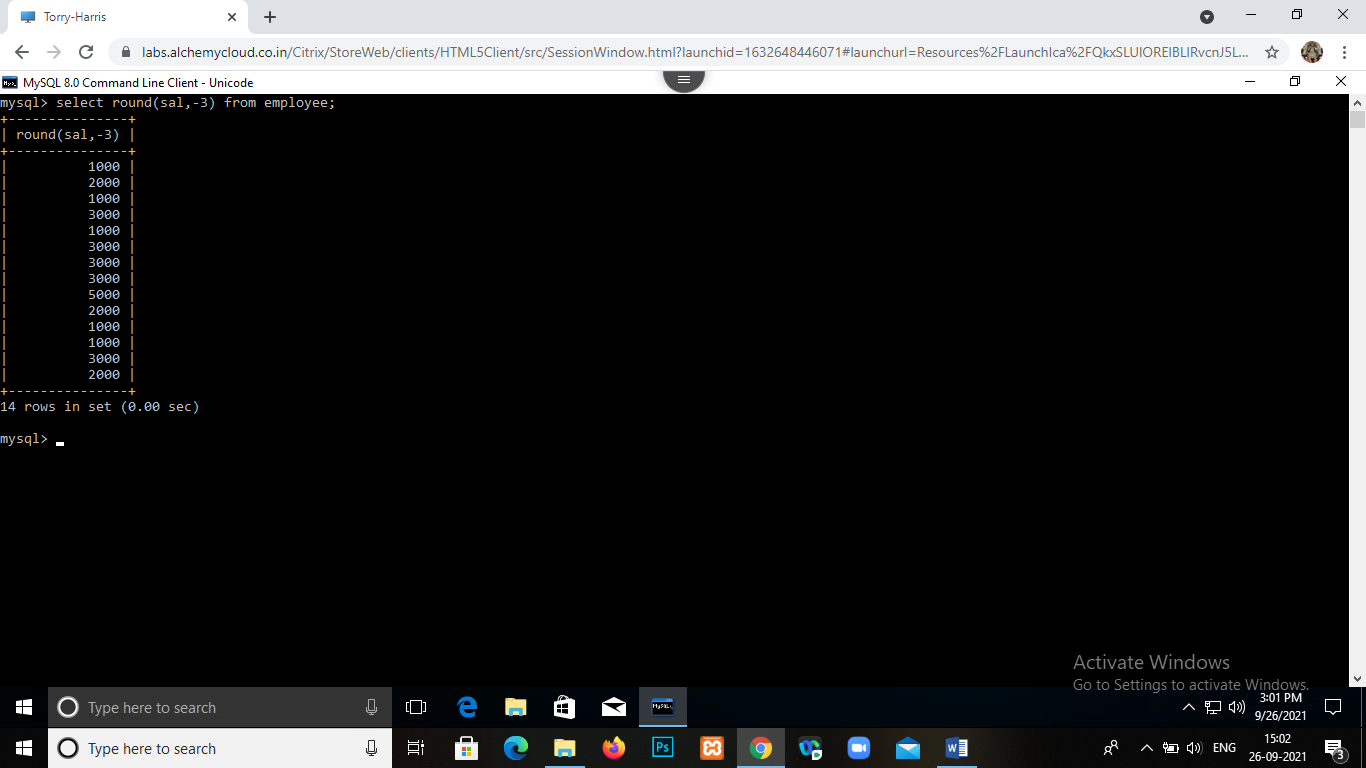 Torry-Harris
labs.alchemycloud.co.in/Citrix/StoreWeb/clients/HTML5Client/src/SessionWindow.html?launchid=1632648446071#launchurl=Resources%2FLaunchIca%2FQkxSLUlORElBLlRvcnJ5L...
MySQL 8.0 Command Line Client - Unicode
mysql> select round(sal,-3) from employee;
+---------------+
| round(sal,-3) |
+---------------+
|          1000 |
|          2000 |
|          1000 |
|          3000 |
|          1000 |
|          3000 |
|          3000 |
|          3000 |
|          5000 |
|          2000 |
|          1000 |
|          1000 |
|          3000 |
|          2000 |
+---------------+
14 rows in set (0.00 sec)
mysql>
Activate Windows
Go to Settings to activate Windows.
Type here to search
3:01 PM
9/26/2021
Type here to search
Ps
ENG
15:02
26-09-2021
3